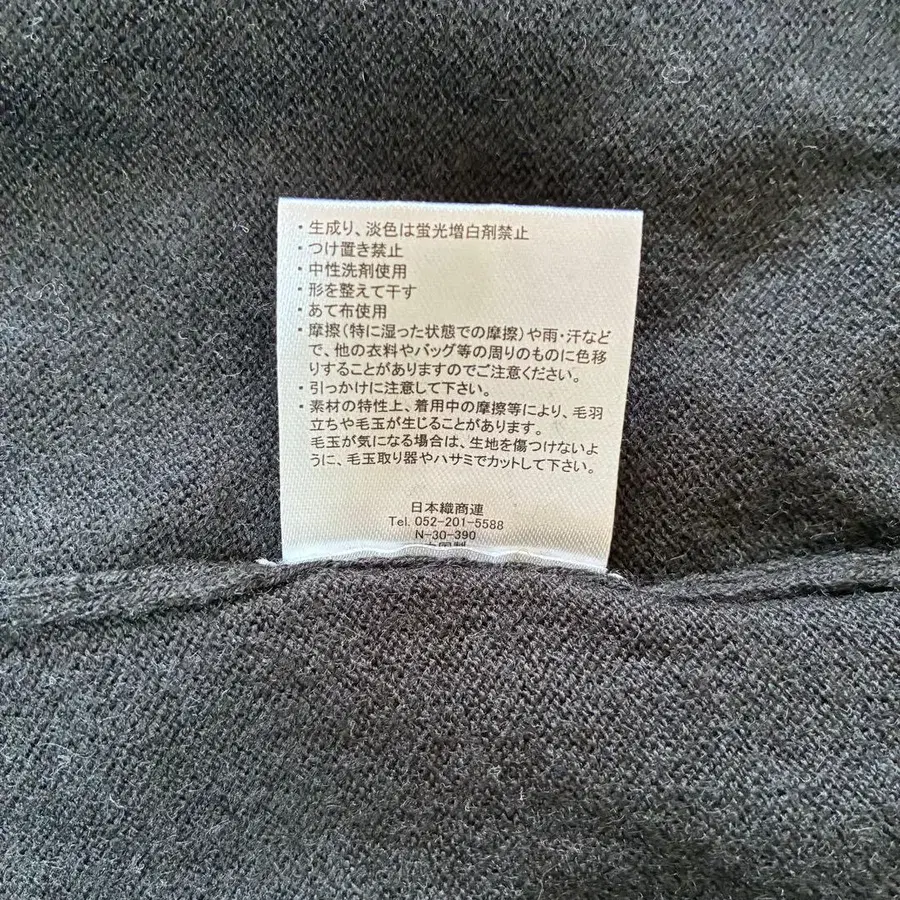 ・生成り、淡色は蛍光増白剤禁止
・つけ置き禁止
・中性洗剤使用
・形を整えて干す
・あて布使用
・摩擦(特に湿った状態での摩擦)や雨・汗など
で、他の衣料やバッグ等の周りのものに色移
りすることがありますのでご注意ください。
・引っかけに注意して下さい。
・素材の特性上、着用中の摩擦等により、毛羽
立ちや毛玉が生じることがあります。
毛玉が気になる場合は、生地を傷つけないよ
うに、毛玉取り器やハサミでカットして下さい。
日本織商連
Tel. 052-201-5588
N-30-390